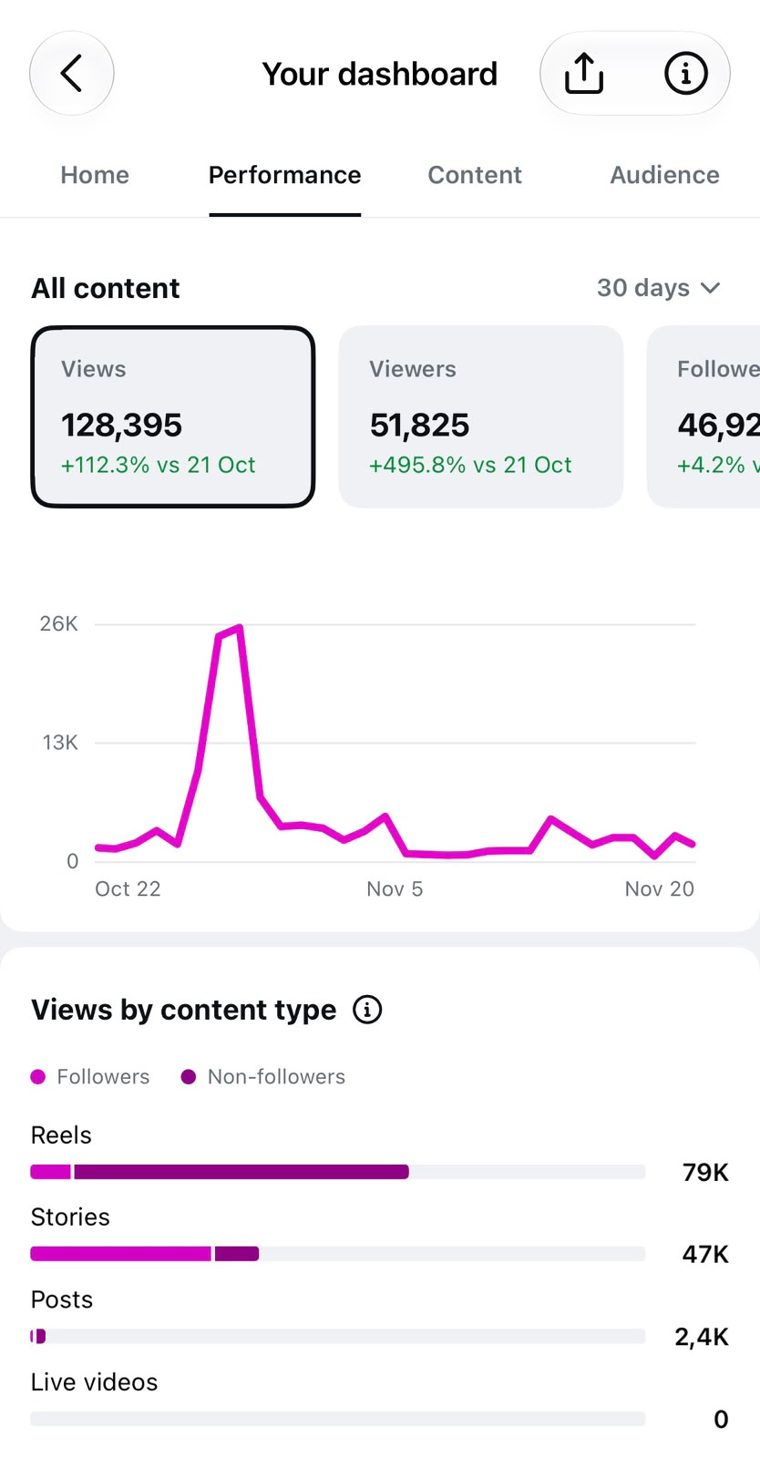 Your dashboard
Home Performance Content Audience
All content 30 days
Views Viewers Followe
128,395 51,825 46,92
+112.3% vs 21 Oct +495.8% vs 21 Oct +4.2% v
26K
13K
0
Oct 22 Nov 5 Nov 20
Views by content type
Followers Non-followers
Reels
79K
Stories
47K
Posts
2,4K
Live videos
0